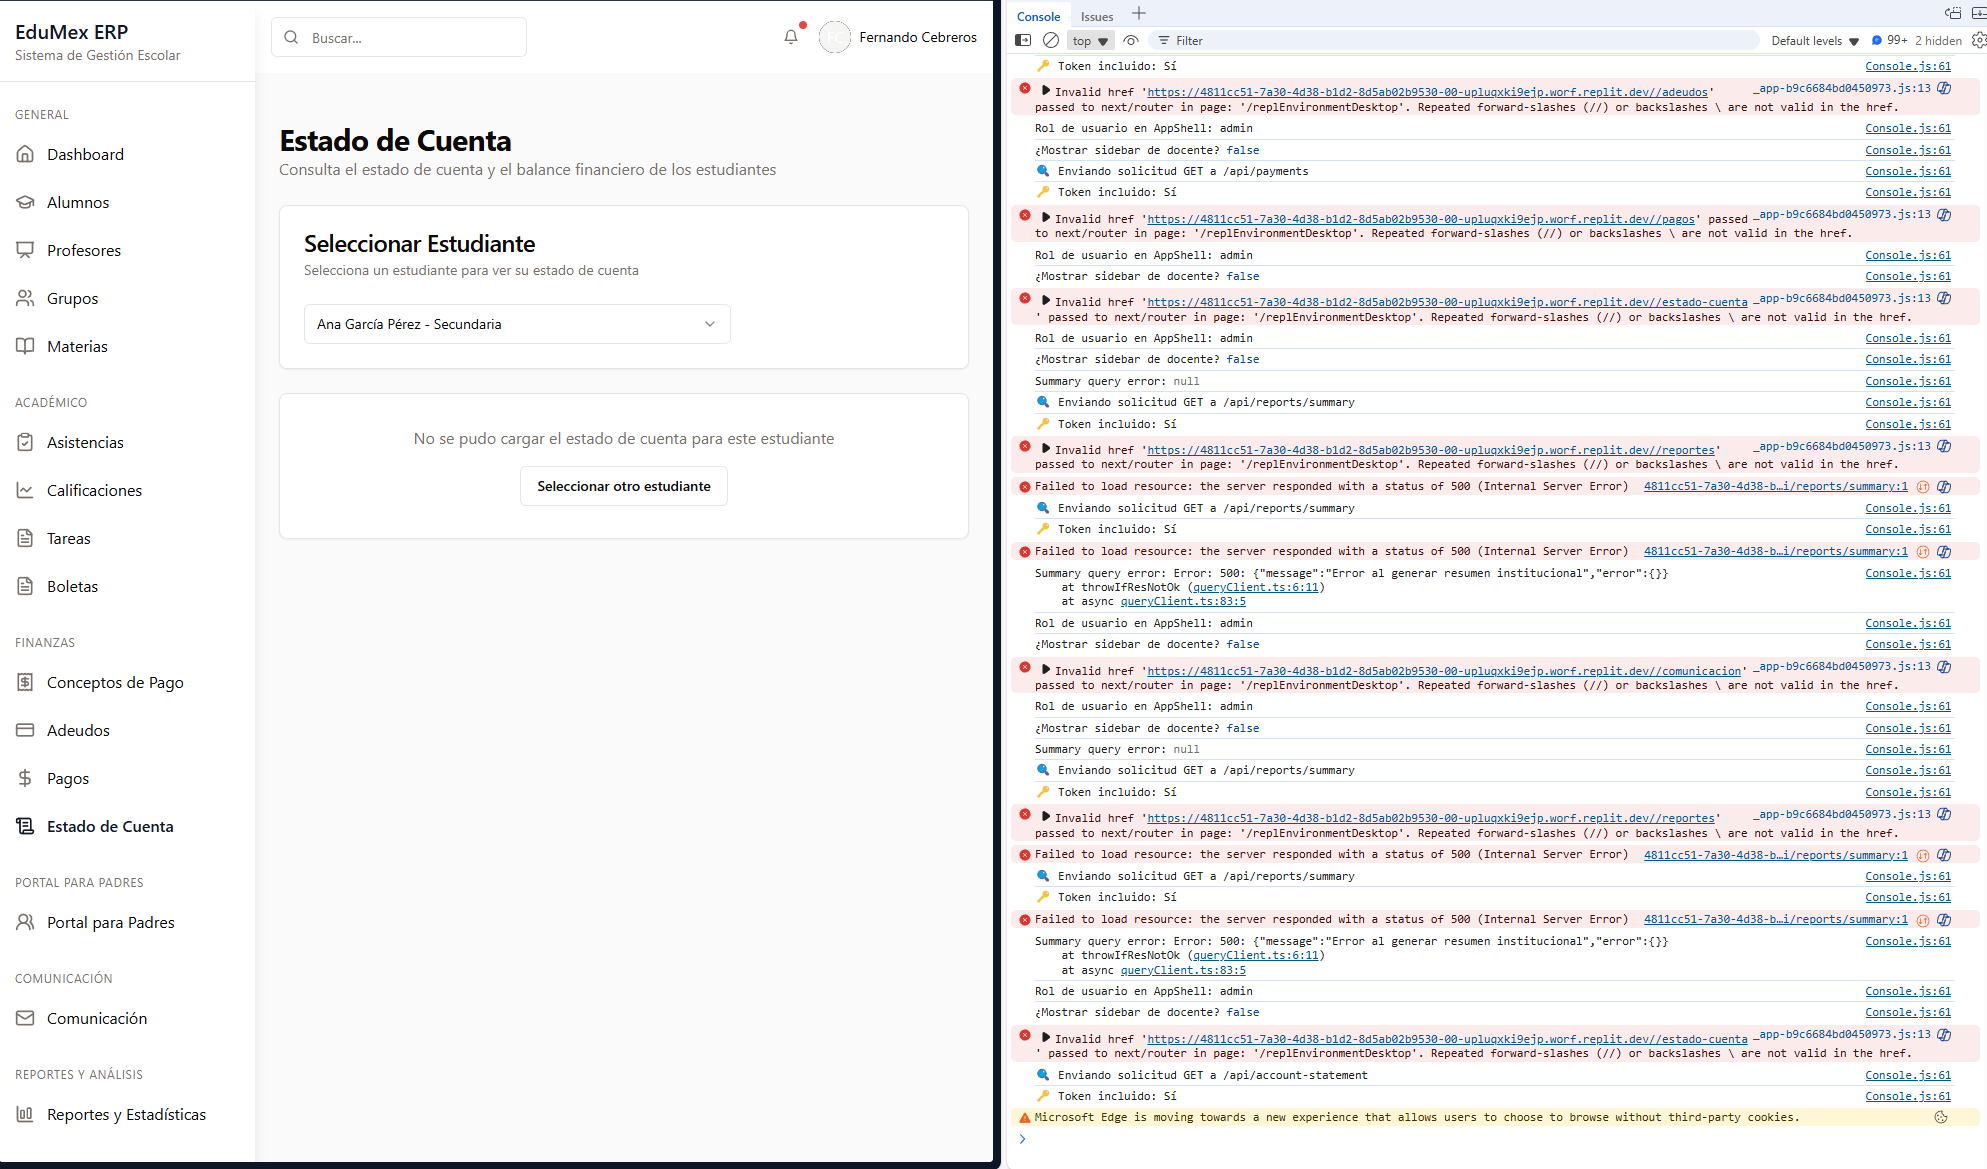 EduMex ERP
Sistema de Gestión Escolar
GENERAL
Dashboard
Alumnos
Profesores
Grupos
Materias
ACADÉMICO
Asistencias
Calificaciones
Tareas
Boletas
FINANZAS
Conceptos de Pago
Adeudos
Pagos
Estado de Cuenta
PORTAL PARA PADRES
Portal para Padres
COMUNICACIÓN
Comunicación
REPORTES Y ANÁLISIS
Reportes y Estadísticas
Buscar...
FC
Fernando Cebreros
Estado de Cuenta
Consulta el estado de cuenta y el balance financiero de los estudiantes
Seleccionar Estudiante
Selecciona un estudiante para ver su estado de cuenta
Ana García Pérez - Secundaria
No se pudo cargar el estado de cuenta para este estudiante
Seleccionar otro estudiante
Console Issues
top Filter Default levels 99+ 2 hidden
Token incluido: Sí Console.js:61
Invalid href 'https://4811cc51-7a30-4d38-b1d2-8d5ab02b9530-00-upluqxki9ejp.worf.replit.dev//adeudos' _app-b9c6684bd0450973.js:13
passed to next/router in page: '/replEnvironmentDesktop'. Repeated forward-slashes (//) or backslashes \ are not valid in the href.
Rol de usuario en AppShell: admin Console.js:61
¿Mostrar sidebar de docente? false Console.js:61
Enviando solicitud GET a /api/payments Console.js:61
Token incluido: Sí Console.js:61
Invalid href 'https://4811cc51-7a30-4d38-b1d2-8d5ab02b9530-00-upluqxki9ejp.worf.replit.dev//pagos' passed _app-b9c6684bd0450973.js:13
to next/router in page: '/replEnvironmentDesktop'. Repeated forward-slashes (//) or backslashes \ are not valid in the href.
Rol de usuario en AppShell: admin Console.js:61
¿Mostrar sidebar de docente? false Console.js:61
Invalid href 'https://4811cc51-7a30-4d38-b1d2-8d5ab02b9530-00-upluqxki9ejp.worf.replit.dev//estado-cuenta _app-b9c6684bd0450973.js:13
' passed to next/router in page: '/replEnvironmentDesktop'. Repeated forward-slashes (//) or backslashes \ are not valid in the href.
Rol de usuario en AppShell: admin Console.js:61
¿Mostrar sidebar de docente? false Console.js:61
Summary query error: null Console.js:61
Enviando solicitud GET a /api/reports/summary Console.js:61
Token incluido: Sí Console.js:61
Invalid href 'https://4811cc51-7a30-4d38-b1d2-8d5ab02b9530-00-upluqxki9ejp.worf.replit.dev//reportes' _app-b9c6684bd0450973.js:13
passed to next/router in page: '/replEnvironmentDesktop'. Repeated forward-slashes (//) or backslashes \ are not valid in the href.
Failed to load resource: the server responded with a status of 500 (Internal Server Error) 4811cc51-7a30-4d38-b…i/reports/summary:1
Enviando solicitud GET a /api/reports/summary Console.js:61
Token incluido: Sí Console.js:61
Failed to load resource: the server responded with a status of 500 (Internal Server Error) 4811cc51-7a30-4d38-b…i/reports/summary:1
Summary query error: Error: 500: {"message":"Error al generar resumen institucional","error":{}} Console.js:61
at throwIfResNotOk (queryClient.ts:6:11)
at async queryClient.ts:83:5
Rol de usuario en AppShell: admin Console.js:61
¿Mostrar sidebar de docente? false Console.js:61
Invalid href 'https://4811cc51-7a30-4d38-b1d2-8d5ab02b9530-00-upluqxki9ejp.worf.replit.dev//comunicacion' _app-b9c6684bd0450973.js:13
passed to next/router in page: '/replEnvironmentDesktop'. Repeated forward-slashes (//) or backslashes \ are not valid in the href.
Rol de usuario en AppShell: admin Console.js:61
¿Mostrar sidebar de docente? false Console.js:61
Summary query error: null Console.js:61
Enviando solicitud GET a /api/reports/summary Console.js:61
Token incluido: Sí Console.js:61
Invalid href 'https://4811cc51-7a30-4d38-b1d2-8d5ab02b9530-00-upluqxki9ejp.worf.replit.dev//reportes' _app-b9c6684bd0450973.js:13
passed to next/router in page: '/replEnvironmentDesktop'. Repeated forward-slashes (//) or backslashes \ are not valid in the href.
Failed to load resource: the server responded with a status of 500 (Internal Server Error) 4811cc51-7a30-4d38-b…i/reports/summary:1
Enviando solicitud GET a /api/reports/summary Console.js:61
Token incluido: Sí Console.js:61
Failed to load resource: the server responded with a status of 500 (Internal Server Error) 4811cc51-7a30-4d38-b…i/reports/summary:1
Summary query error: Error: 500: {"message":"Error al generar resumen institucional","error":{}} Console.js:61
at throwIfResNotOk (queryClient.ts:6:11)
at async queryClient.ts:83:5
Rol de usuario en AppShell: admin Console.js:61
¿Mostrar sidebar de docente? false Console.js:61
Invalid href 'https://4811cc51-7a30-4d38-b1d2-8d5ab02b9530-00-upluqxki9ejp.worf.replit.dev//estado-cuenta _app-b9c6684bd0450973.js:13
' passed to next/router in page: '/replEnvironmentDesktop'. Repeated forward-slashes (//) or backslashes \ are not valid in the href.
Enviando solicitud GET a /api/account-statement Console.js:61
Token incluido: Sí Console.js:61
Microsoft Edge is moving towards a new experience that allows users to choose to browse without third-party cookies.